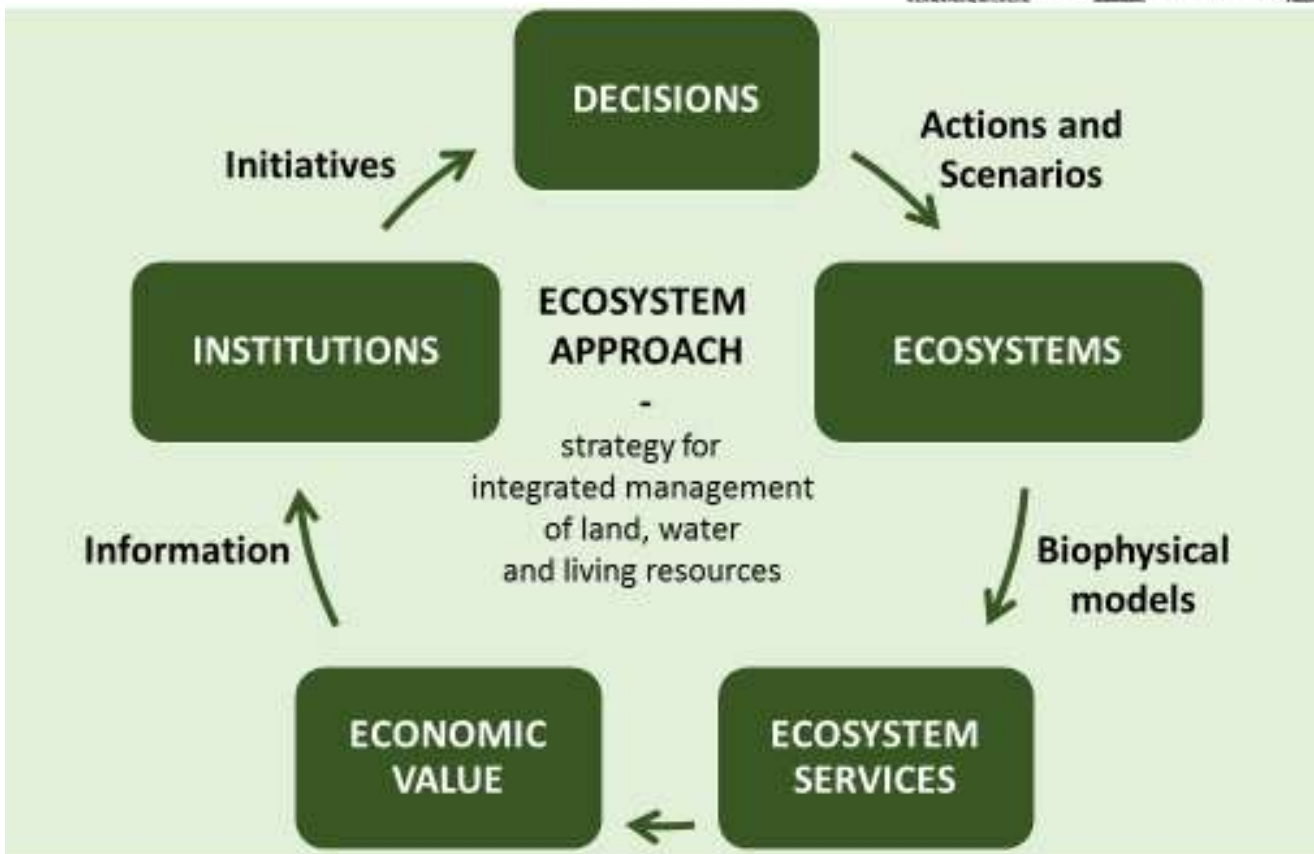 DECISIONS
Initiatives
Actions and
Scenarios
INSTITUTIONS
ECOSYSTEM
APPROACH
-
strategy for
integrated management
of land, water
and living resources
ECOSYSTEMS
Information
Biophysical
models
ECONOMIC
VALUE
ECOSYSTEM
SERVICES